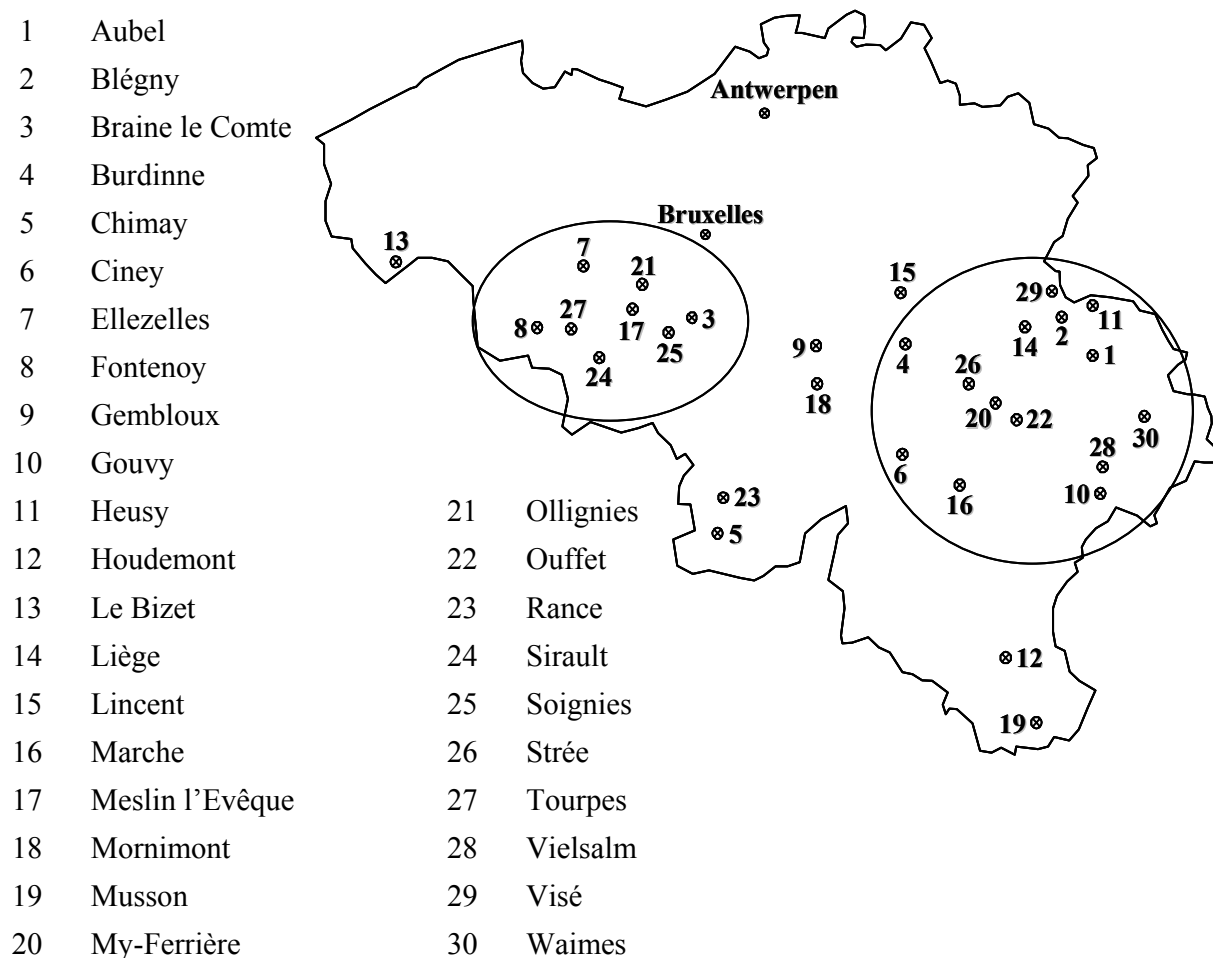 1 Aubel
2 Blégny
3 Braine le Comte
4 Burdinne
5 Chimay
6 Ciney
7 Ellezelles
8 Fontenoy
9 Gembloux
10 Gouvy
11 Heusy
12 Houdemont
13 Le Bizet
14 Liège
15 Lincent
16 Marche
17 Meslin l’Evêque
18 Mornimont
19 Musson
20 My-Ferrière
21 Ollignies
22 Ouffet
23 Rance
24 Sirault
25 Soignies
26 Strée
27 Tourpes
28 Vielsalm
29 Visé
30 Waimes
Antwerpen
Bruxelles
13
7
21
8
27
17
3
25
24
15
29
2
11
14
1
9
4
26
18
20
22
30
6
28
16
10
23
5
12
19